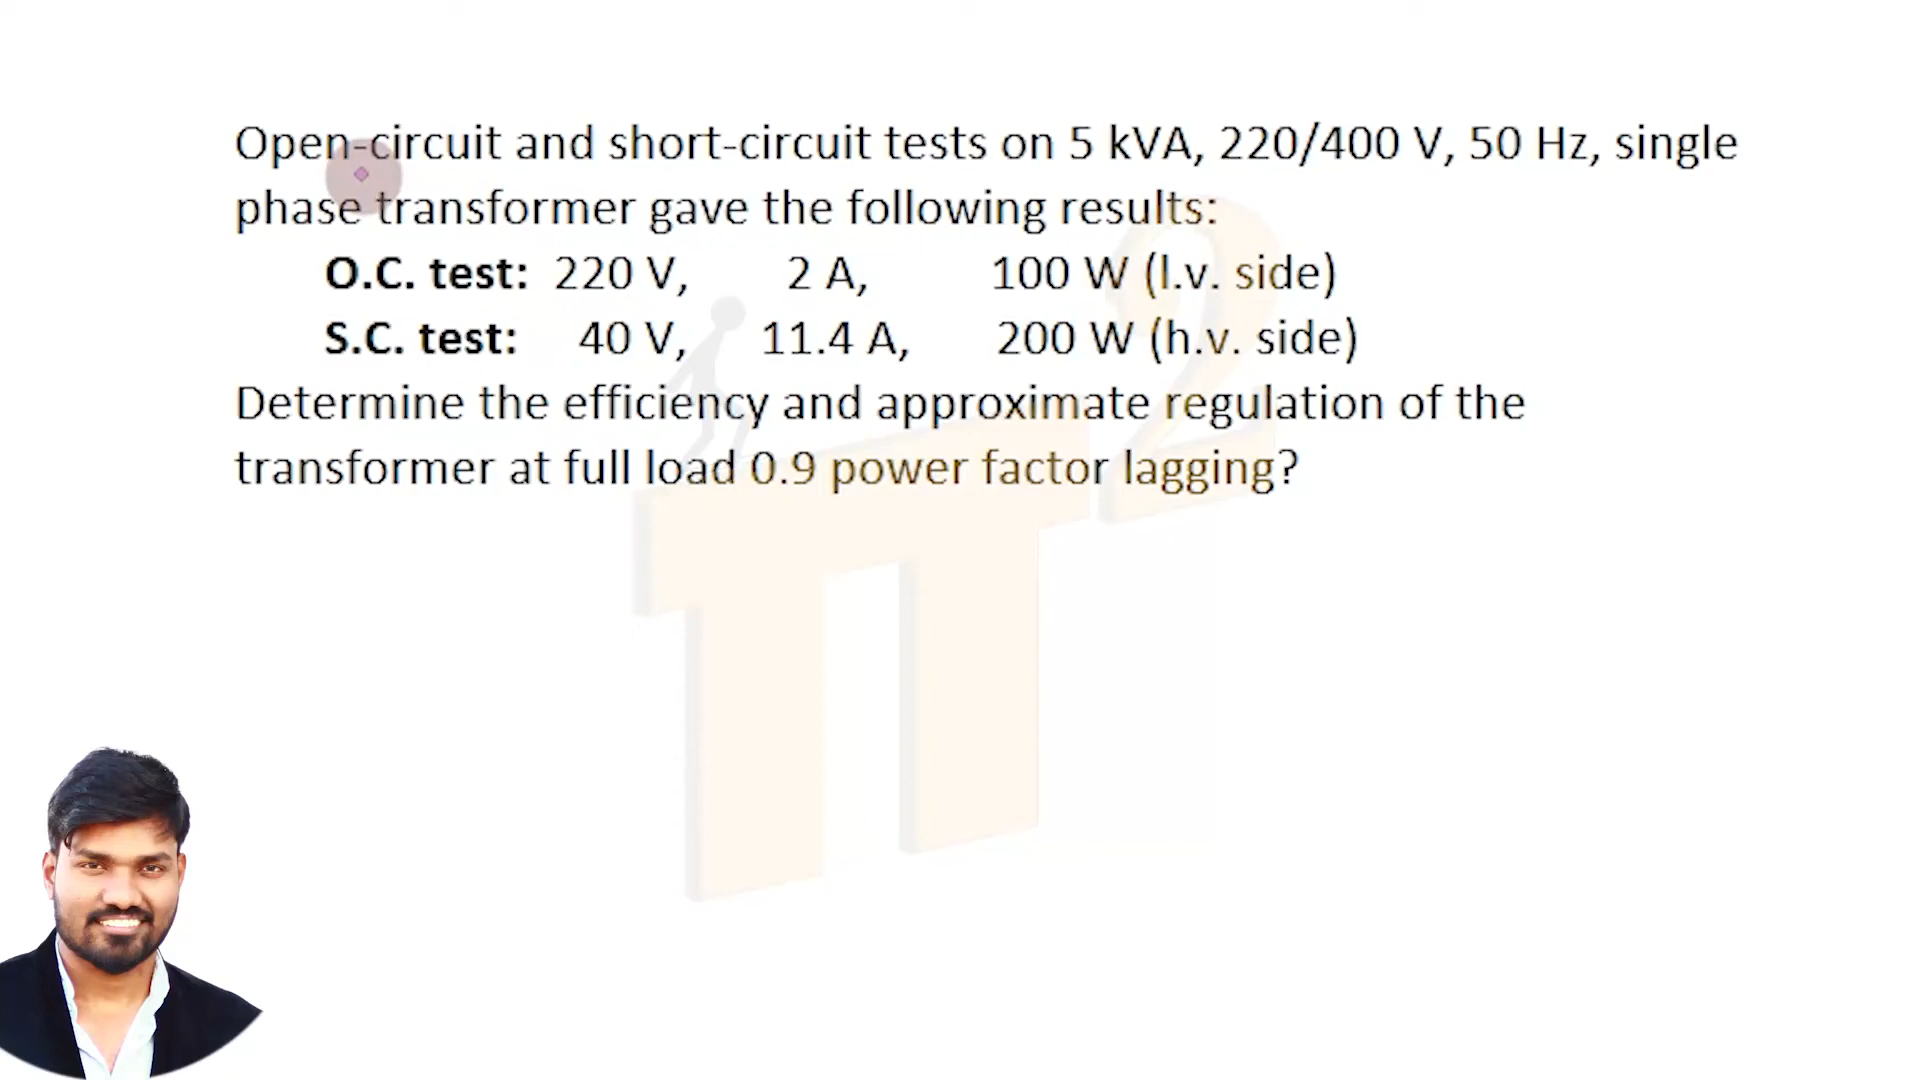 Open-circuit and short-circuit tests on 5 kVA, 220/400 V, 50 Hz, single
phase transformer gave the following results:
O.C. test: 220 V, 2 A, 100 W (l.v. side)
S.C. test: 40 V, 11.4 A, 200 W (h.v. side)
Determine the efficiency and approximate regulation of the
transformer at full load 0.9 power factor lagging?
π2